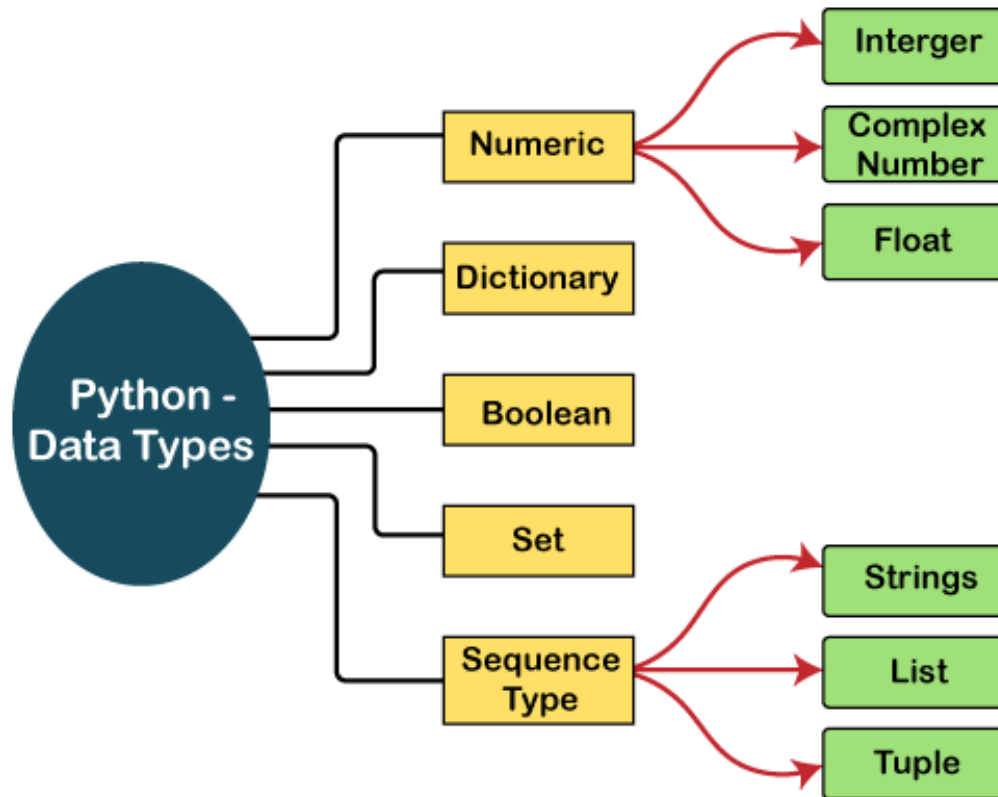 Python -
Data Types
Numeric
Dictionary
Boolean
Set
Sequence
Type
Interger
Complex
Number
Float
Strings
List
Tuple